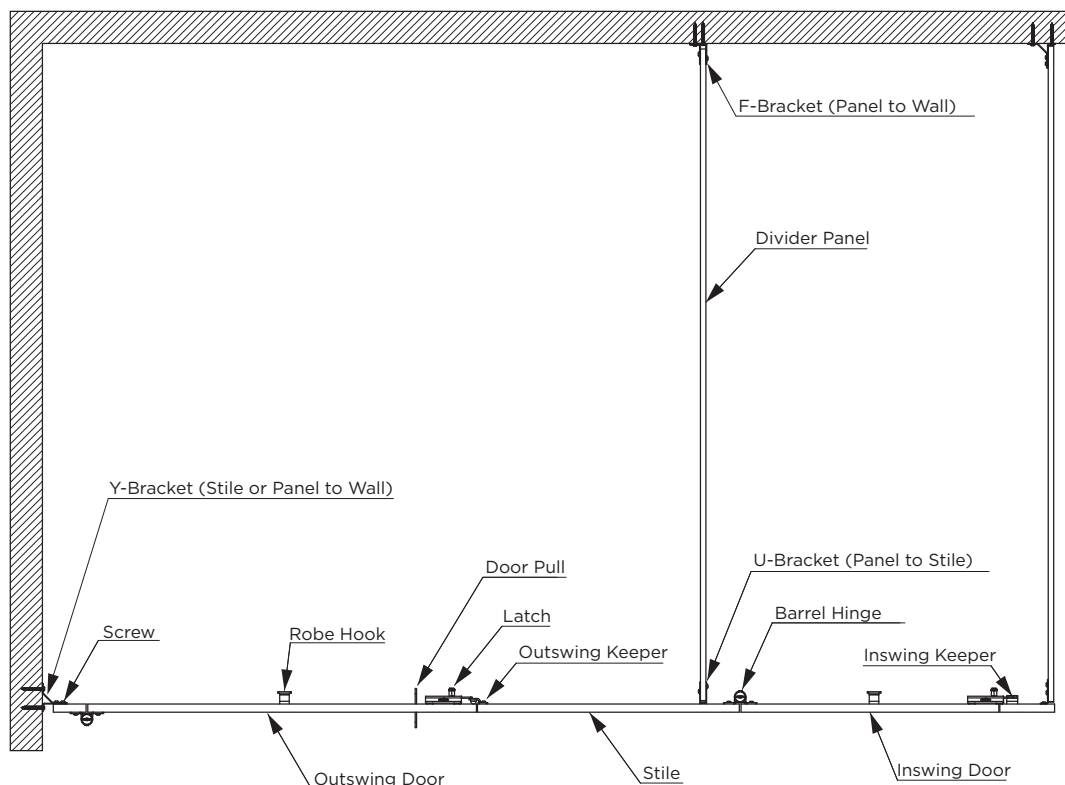 F-Bracket (Panel to Wall)
Divider Panel
Y-Bracket (Stile or Panel to Wall)
U-Bracket (Panel to Stile)
Door Pull
Barrel Hinge
Latch
Screw
Robe Hook
Outswing Keeper
Inswing Keeper
Outswing Door
Stile
Inswing Door